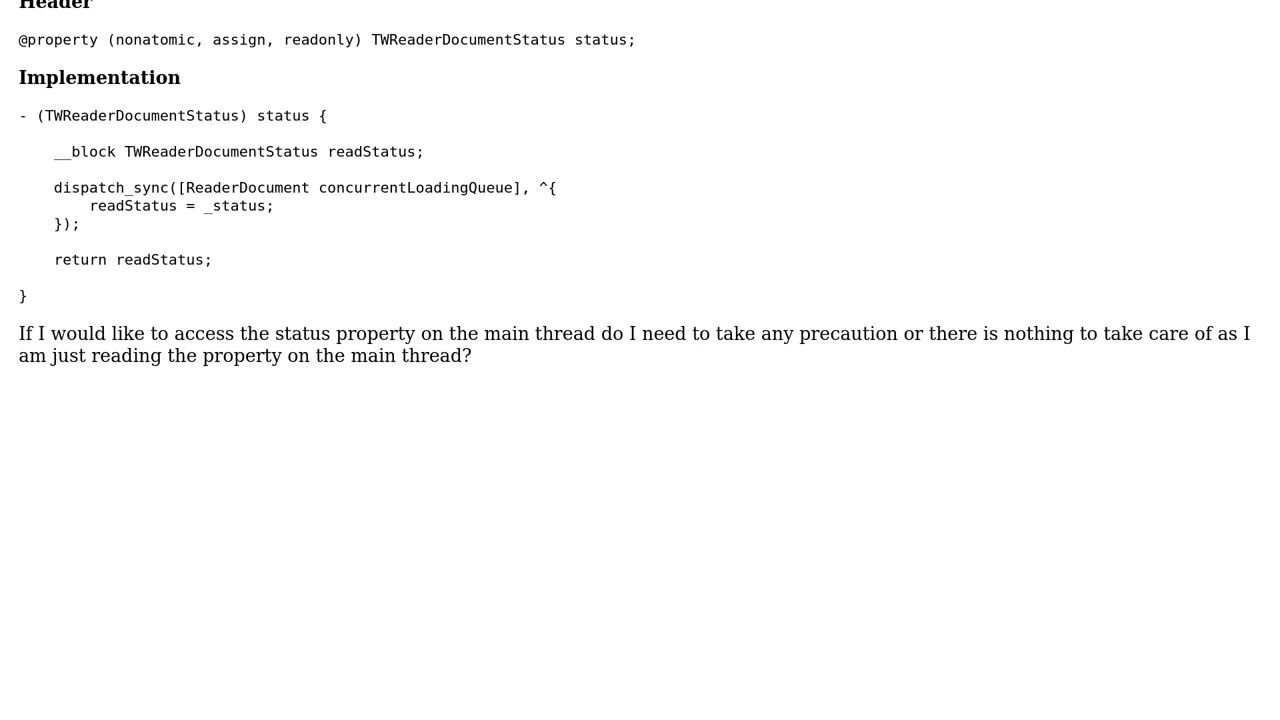 Header
@property (nonatomic, assign, readonly) TWReaderDocumentStatus status;
Implementation
- (TWReaderDocumentStatus) status {
    __block TWReaderDocumentStatus readStatus;
    dispatch_sync([ReaderDocument concurrentLoadingQueue], ^{
        readStatus = _status;
    });
    return readStatus;
}
If I would like to access the status property on the main thread do I need to take any precaution or there is nothing to take care of as I
am just reading the property on the main thread?